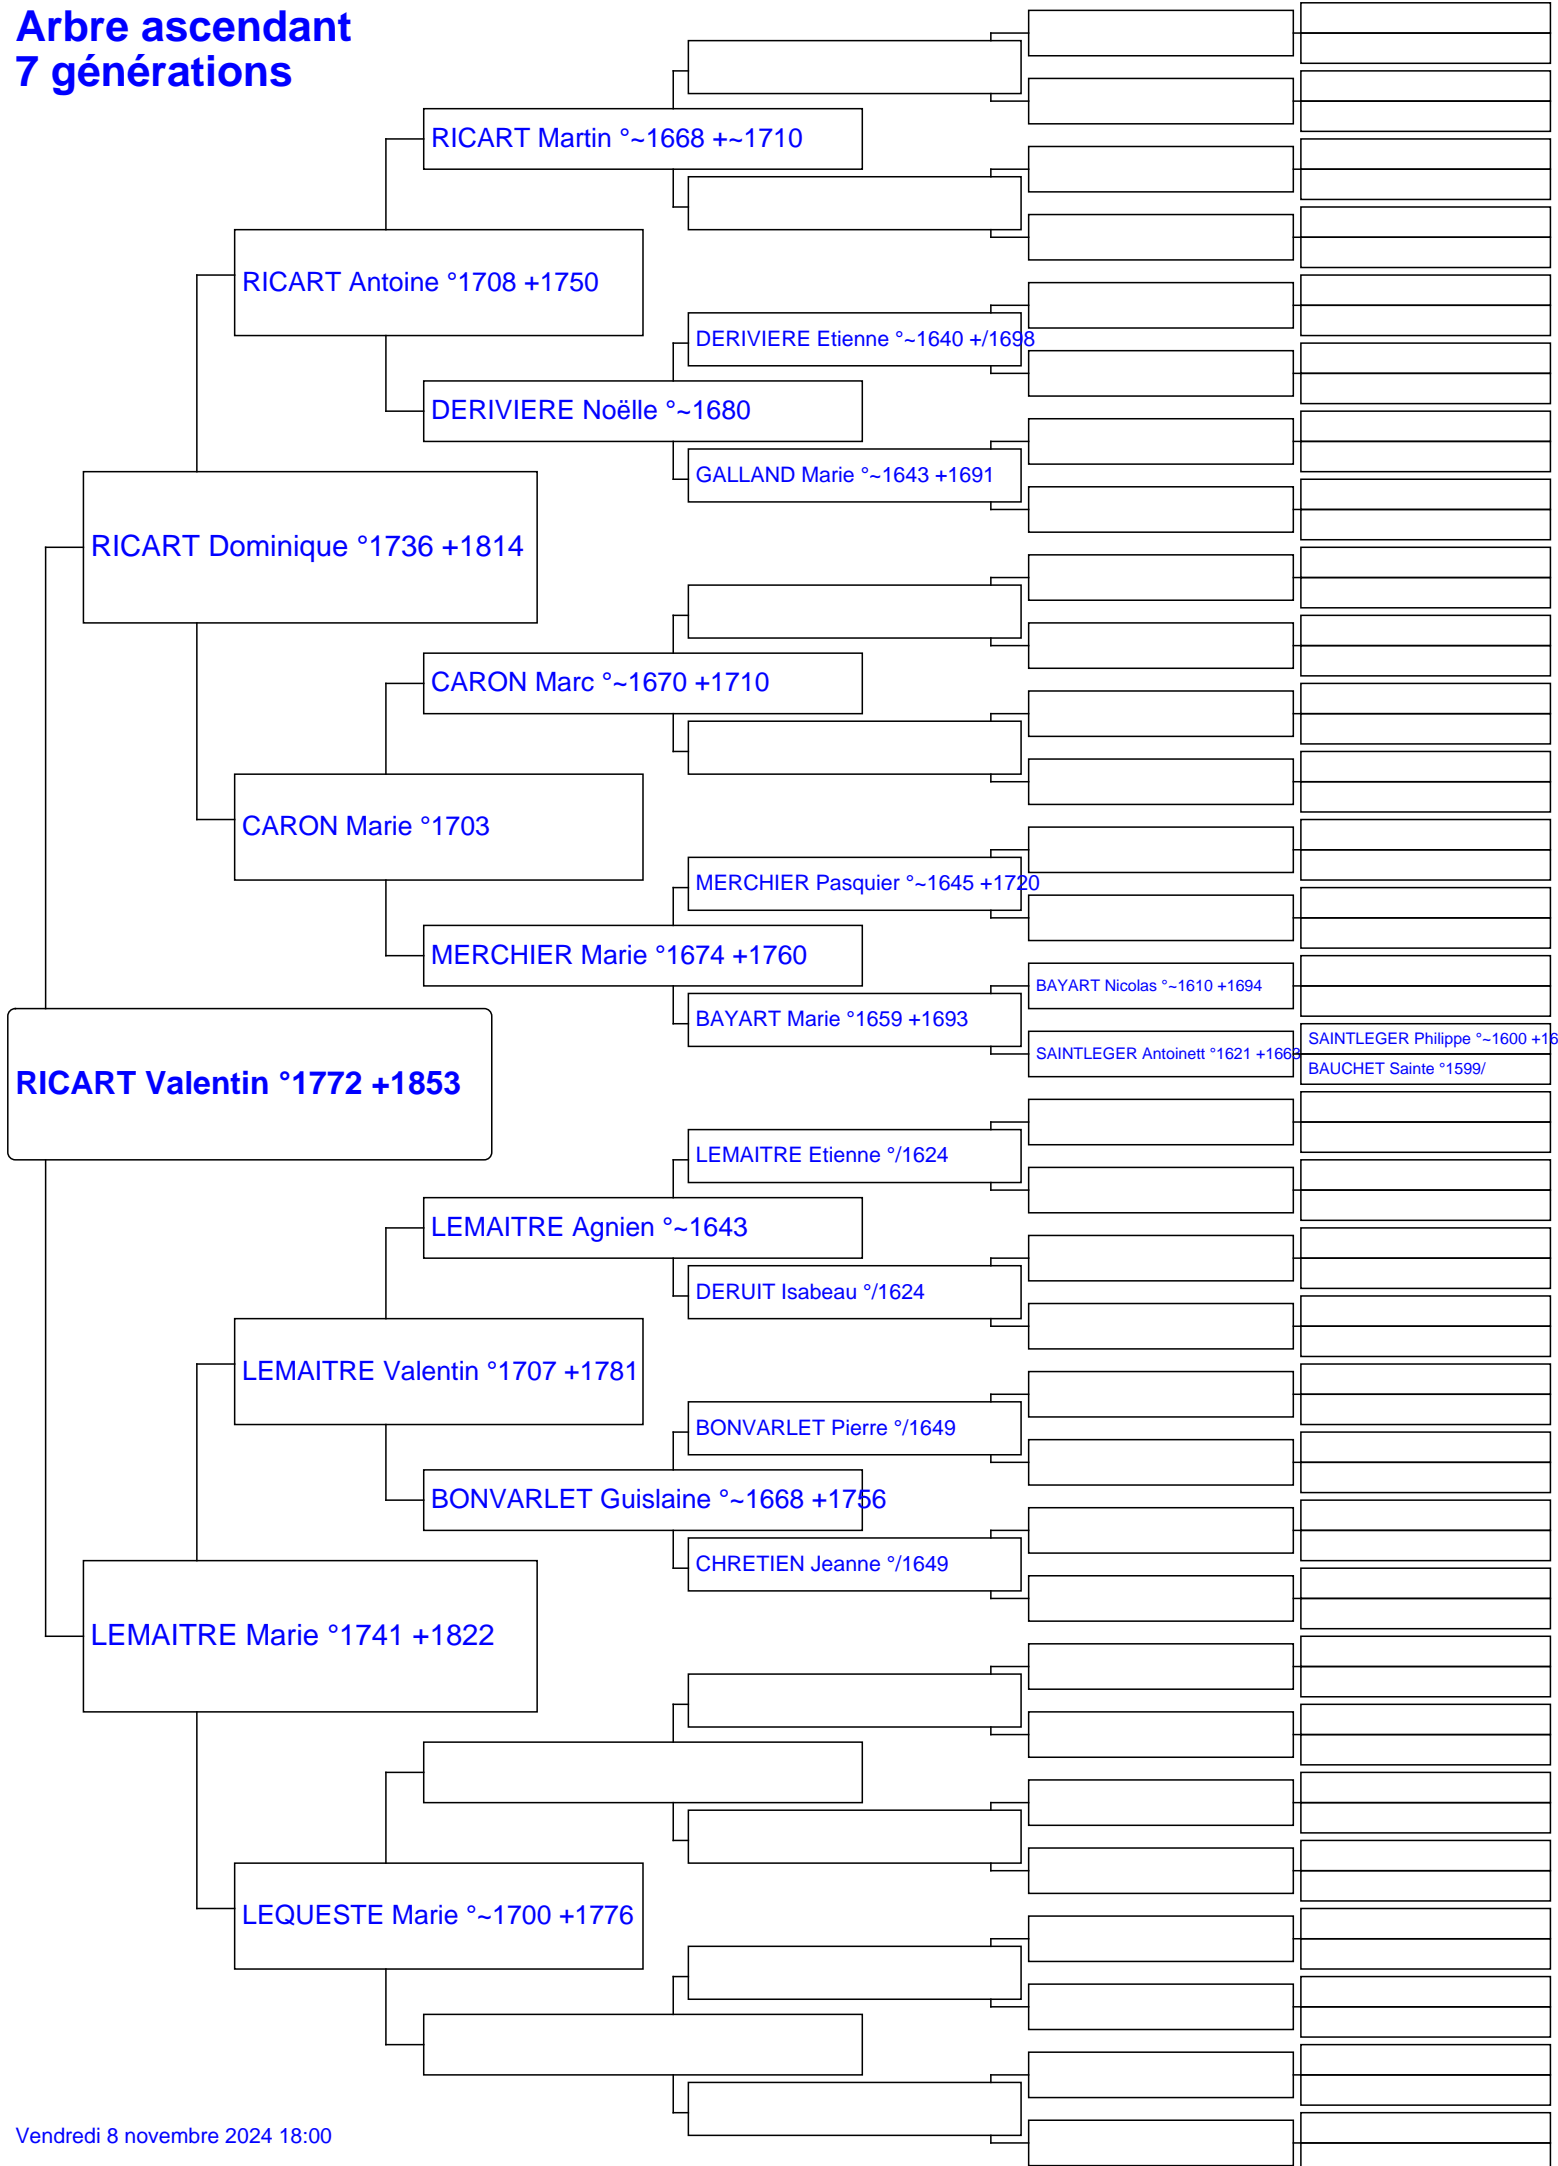 Arbre ascendant
7 générations
RICART Martin °~1668 +~1710
RICART Antoine °1708 +1750
DERIVIERE Etienne °~1640 +/1698
DERIVIERE Noëlle °~1680
GALLAND Marie °~1643 +1691
RICART Dominique °1736 +1814
CARON Marc °~1670 +1710
CARON Marie °1703
MERCHIER Pasquier °~1645 +1720
MERCHIER Marie °1674 +1760
BAYART Nicolas °~1610 +1694
BAYART Marie °1659 +1693
SAINTLEGER Philippe °~1600 +16
SAINTLEGER Antoinett °1621 +1663
BAUCHET Sainte °1599/
RICART Valentin °1772 +1853
LEMAITRE Etienne °/1624
LEMAITRE Agnien °~1643
DERUIT Isabeau °/1624
LEMAITRE Valentin °1707 +1781
BONVARLET Pierre °/1649
BONVARLET Guislaine °~1668 +1756
CHRETIEN Jeanne °/1649
LEMAITRE Marie °1741 +1822
LEQUESTE Marie °~1700 +1776
Vendredi 8 novembre 2024 18:00